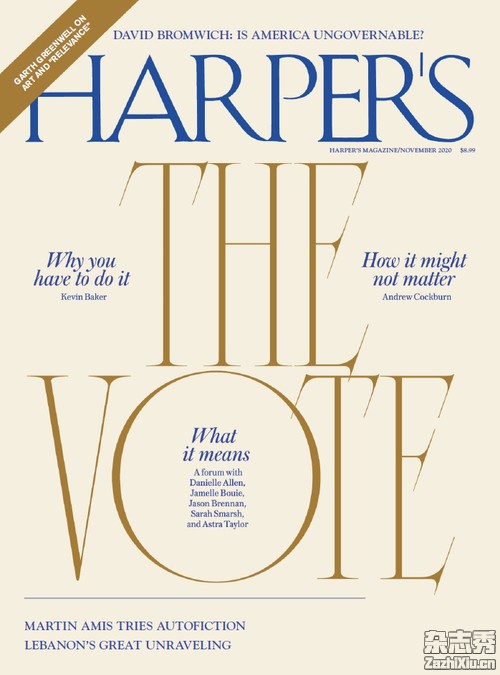 GARTH GREENWELL ON
ART AND "RELEVANCE"
DAVID BROMWICH: IS AMERICA UNGOVERNABLE?
HARPER'S
HARPER'S MAGAZINE/NOVEMBER 2020 $8.99
THE
Why you
have to do it
Kevin Baker
How it might
not matter
Andrew Cockburn
VOTE
What
it means
A forum with
Danielle Allen,
Jamelle Bouie,
Jason Brennan,
Sarah Smarsh,
and Astra Taylor
MARTIN AMIS TRIES AUTOFICTION
LEBANON'S GREAT UNRAVELING
杂志秀
ZazhiXiu.cn